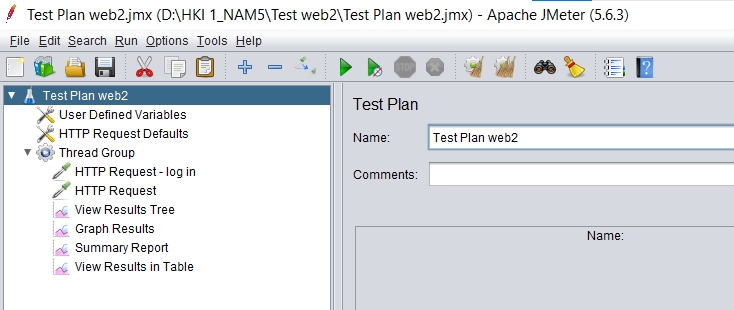 Test Plan web2.jmx (D:\HKI 1_NAM5\Test web2\Test Plan web2.jmx) - Apache JMeter (5.6.3)
File Edit Search Run Options Tools Help
Test Plan web2
User Defined Variables
HTTP Request Defaults
Thread Group
HTTP Request - log in
HTTP Request
View Results Tree
Graph Results
Summary Report
View Results in Table
Test Plan
Name: Test Plan web2
Comments:
Name: